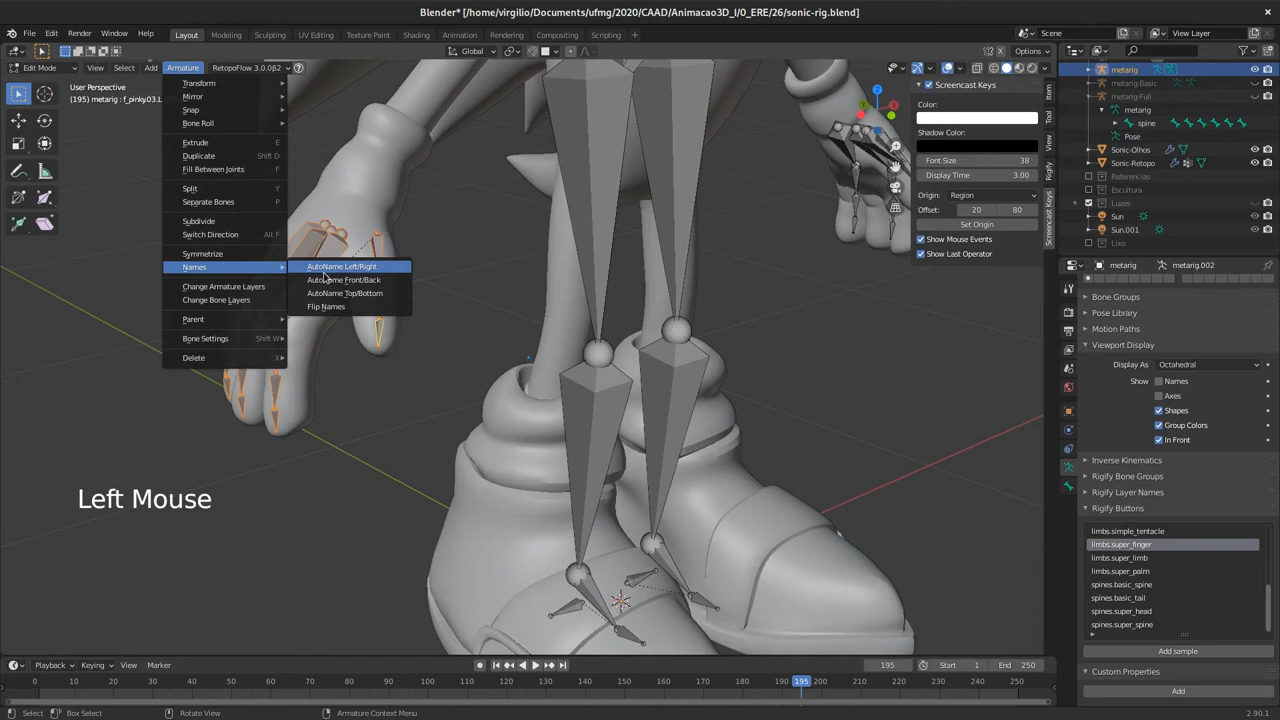 Blender* [/home/virgilio/Documents/ufmg/2020/CAAD/Animacao3D_I/0_ERE/26/sonic-rig.blend]
File Edit Render Window Help Layout Modeling Sculpting UV Editing Texture Paint Shading Animation Rendering Compositing Scripting + Scene View Layer
Global Options
Edit Mode View Select Add Armature RetopoFlow 3.0.0β2
User Perspective
(195) metarig : f_pinky.03.L
Transform
Mirror
Snap
Bone Roll
Extrude E
Duplicate Shift D
Fill Between Joints
Split Y
Separate Bones P
Subdivide
Switch Direction Alt F
Symmetrize
Names
Change Armature Layers
Change Bone Layers
Parent
Bone Settings Shift W
Delete X
AutoName Left/Right
AutoName Front/Back
AutoName Top/Bottom
Flip Names
Left Mouse
Z
Screencast Keys
Color:
Shadow Color:
Font Size 38
Display Time 3.00
Origin: Region
Offset: 20 80
Set Origin
Show Mouse Events
Show Last Operator
Item
Tool
View
Rigify
Screencast Keys
metarig
metarig-Basic
metarig-Full
metarig
spine
Pose
Sonic-Olhos
Sonic-Retopo
Referencias
Escultura
Luzes
Sun
Sun.001
Lixo
metarig metarig.002
Bone Groups
Pose Library
Motion Paths
Viewport Display
Display As Octahedral
Show Names
Axes
Shapes
Group Colors
In Front
Inverse Kinematics
Rigify Bone Groups
Rigify Layer Names
Rigify Buttons
limbs.simple_tentacle
limbs.super_finger
limbs.super_limb
limbs.super_palm
spines.basic_spine
spines.basic_tail
spines.super_head
spines.super_spine
Add sample
Custom Properties
Add
Playback Keying View Marker 195 Start 1 End 250
0 10 20 30 40 50 60 70 80 90 100 110 120 130 140 150 160 170 180 190 195 200 210 220 230 240 250
Select Box Select Rotate View Armature Context Menu 2.90.1